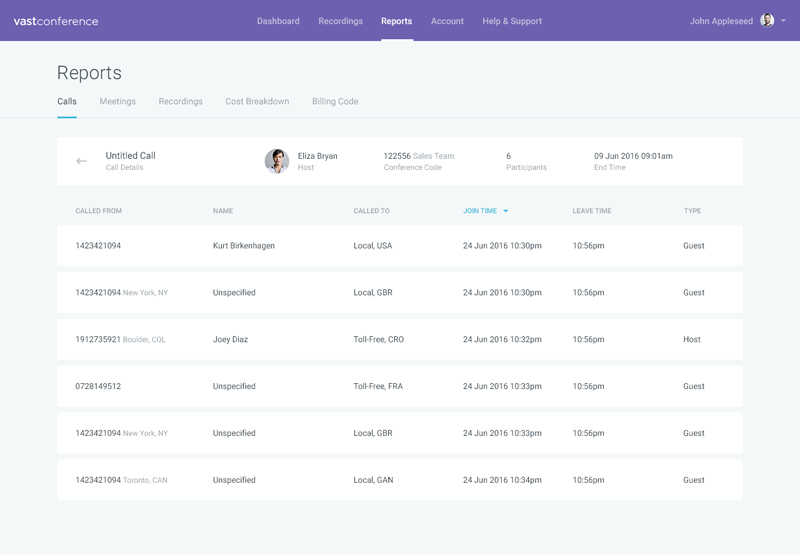 vastconference Dashboard Recordings Reports Account Help & Support John Appleseed
Reports
Calls Meetings Recordings Cost Breakdown Billing Code
Untitled Call Eliza Bryan 122556 Sales Team 6 09 Jun 2016 09:01am
Call Details Host Conference Code Participants End Time
CALLED FROM NAME CALLED TO JOIN TIME LEAVE TIME TYPE
1423421094 Kurt Birkenhagen Local, USA 24 Jun 2016 10:30pm 10:56pm Guest
1423421094 New York, NY Unspecified Local, GBR 24 Jun 2016 10:30pm 10:56pm Guest
1912735921 Boulder, COL Joey Diaz Toll-Free, CRO 24 Jun 2016 10:32pm 10:56pm Host
0728149512 Unspecified Toll-Free, FRA 24 Jun 2016 10:33pm 10:56pm Guest
1423421094 New York, NY Unspecified Local, GBR 24 Jun 2016 10:33pm 10:56pm Guest
1423421094 Toronto, CAN Unspecified Local, GAN 24 Jun 2016 10:34pm 10:56pm Guest